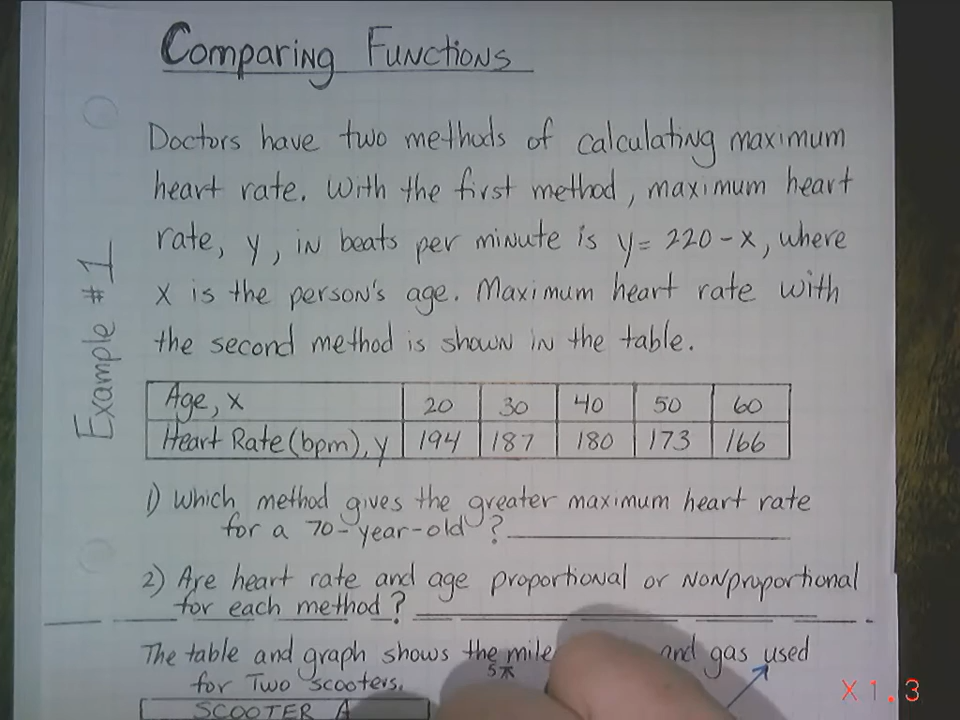 Comparing Functions
Example #1
Doctors have two methods of calculating maximum
heart rate. With the first method, maximum heart
rate, y, in beats per minute is y = 220 - x, where
x is the person's age. Maximum heart rate with
the second method is shown in the table.
Age, x 20 30 40 50 60
Heart Rate (bpm), y 194 187 180 173 166
1) Which method gives the greater maximum heart rate
for a 70-year-old?
2) Are heart rate and age proportional or nonproportional
for each method?
The table and graph shows the and gas used
for Two scooters.
SCOOTER A
X1.3